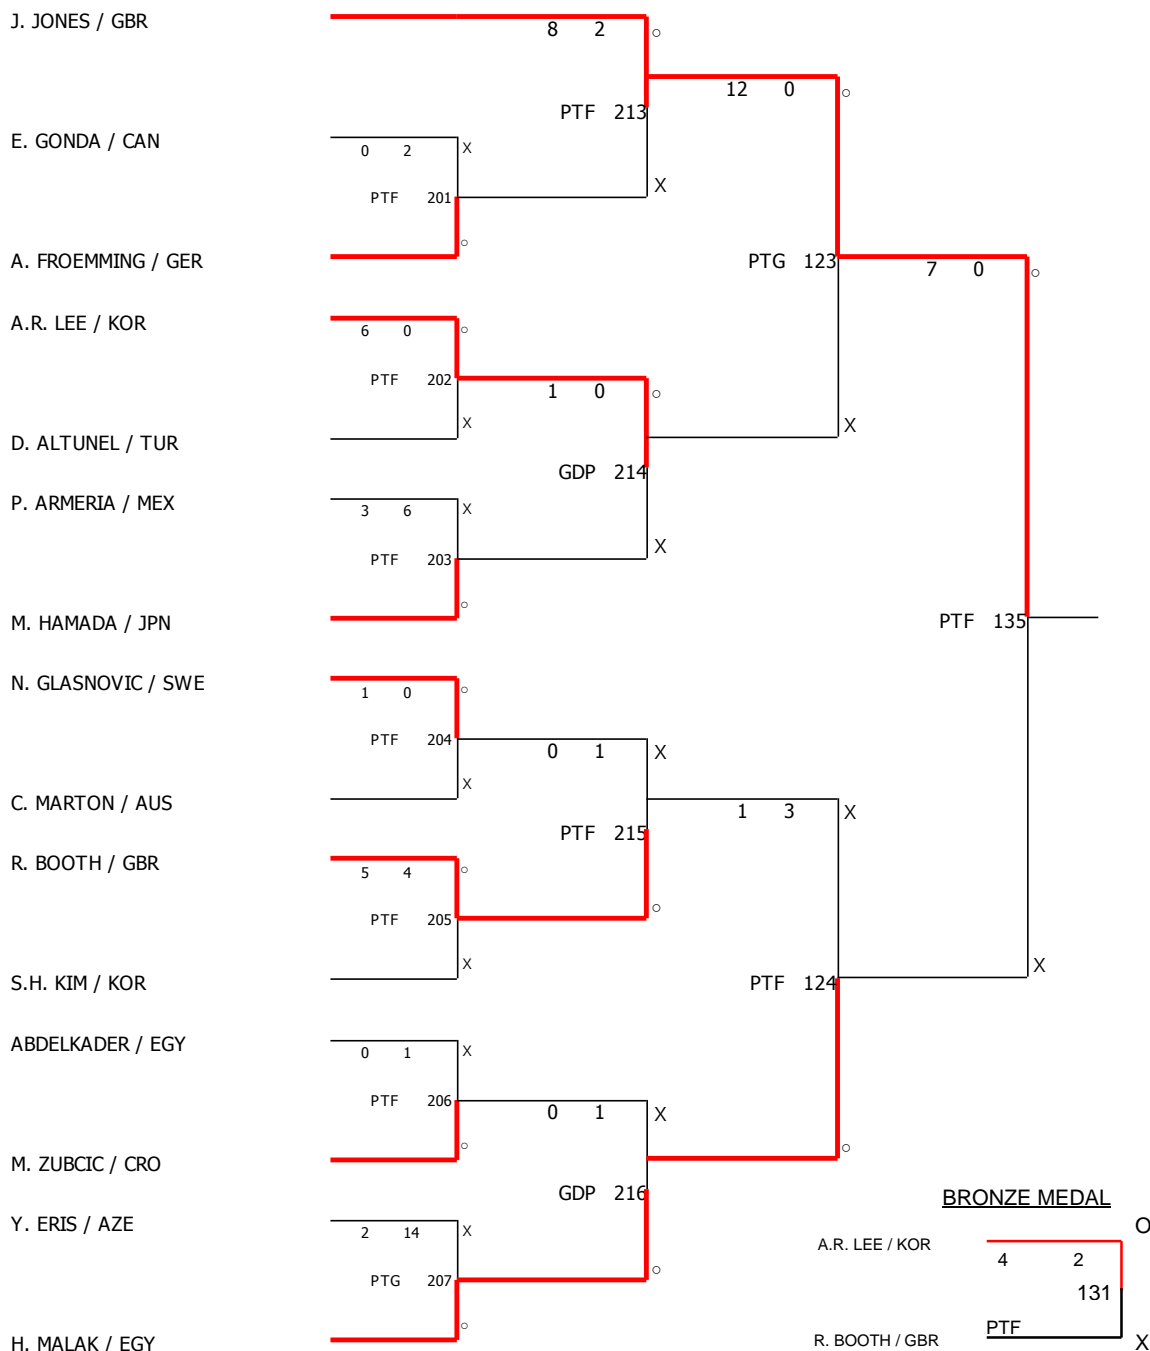 J. JONES / GBR
8 2 ○
12 0 ○
PTF 213
E. GONDA / CAN
0 2 X
PTF 201
X
○
A. FROEMMING / GER
PTG 123
7 0 ○
A.R. LEE / KOR
6 0 ○
PTF 202
1 0 ○
X
X
D. ALTUNEL / TUR
GDP 214
P. ARMERIA / MEX
3 6 X
X
PTF 203
○
M. HAMADA / JPN
PTF 135
N. GLASNOVIC / SWE
1 0 ○
PTF 204
0 1 X
X
C. MARTON / AUS
1 3 X
PTF 215
R. BOOTH / GBR
5 4 ○
○
PTF 205
X
X
S.H. KIM / KOR
PTF 124
ABDELKADER / EGY
0 1 X
PTF 206
0 1 X
○
○
M. ZUBCIC / CRO
GDP 216
Y. ERIS / AZE
2 14 X
○
PTG 207
○
H. MALAK / EGY
BRONZE MEDAL
O
A.R. LEE / KOR
4 2
131
PTF
R. BOOTH / GBR
X